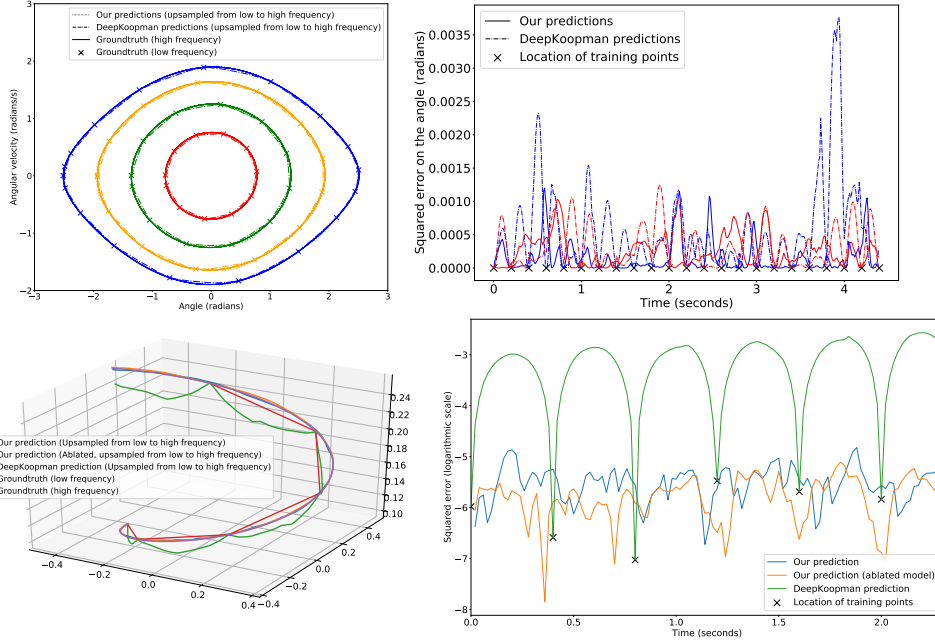 Our predictions (upsampled from low to high frequency)
DeepKoopman predictions (upsampled from low to high frequency)
Groundtruth (high frequency)
Groundtruth (low frequency)
3
2
1
0
−1
−2
Angular velocity (radians/s)
−3
−2
−1
0
1
2
3
Angle (radians)
Our predictions
DeepKoopman predictions
Location of training points
0.0035
0.0030
0.0025
0.0020
0.0015
0.0010
0.0005
0.0000
Squared error on the angle (radians)
0
1
2
3
4
Time (seconds)
Our prediction (Upsampled from low to high frequency)
Our prediction (Ablated, upsampled from low to high frequency)
DeepKoopman prediction (Upsampled from low to high frequency)
Groundtruth (low frequency)
Groundtruth (high frequency)
0.24
0.22
0.20
0.18
0.16
0.14
0.12
0.10
−0.4
−0.2
0.0
0.2
0.4
−0.4
−0.2
0.0
0.2
0.4
−3
−4
−5
−6
−7
−8
Squared error (logarithmic scale)
Our prediction
Our prediction (ablated model)
DeepKoopman prediction
Location of training points
0.0
0.5
1.0
1.5
2.0
Time (seconds)